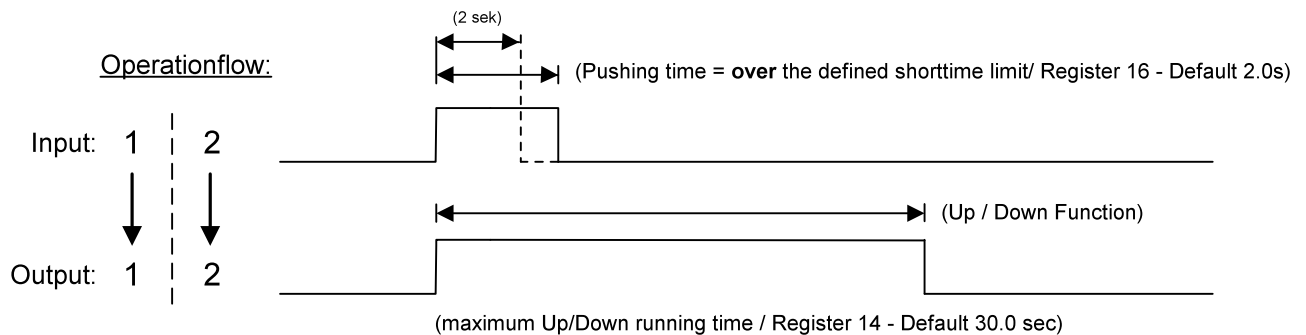 (2 sek)
Operationflow:
(Pushing time = over the defined shorttime limit/ Register 16 - Default 2.0s)
Input: 1 2
(Up / Down Function)
Output: 1 2
(maximum Up/Down running time / Register 14 - Default 30.0 sec)